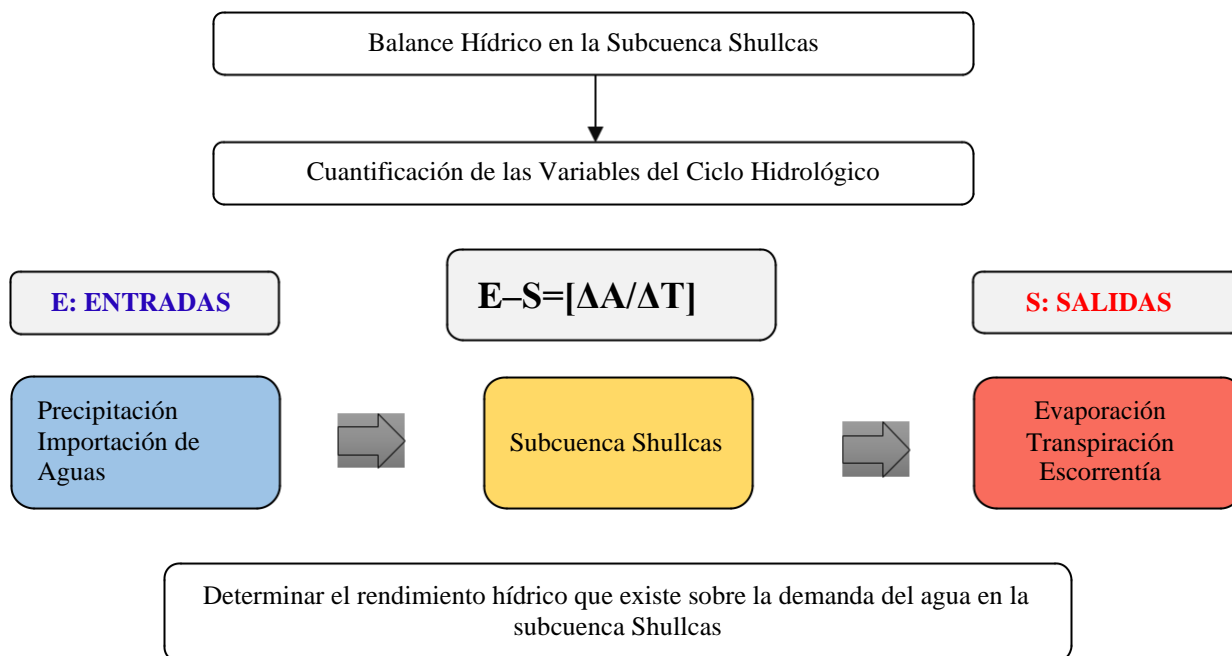 Balance Hídrico en la Subcuenca Shullcas
Cuantificación de las Variables del Ciclo Hidrológico
E: ENTRADAS
E–S=[ΔA/ΔT]
S: SALIDAS
Precipitación
Importación de
Aguas
Subcuenca Shullcas
Evaporación
Transpiración
Escorrentía
Determinar el rendimiento hídrico que existe sobre la demanda del agua en la
subcuenca Shullcas